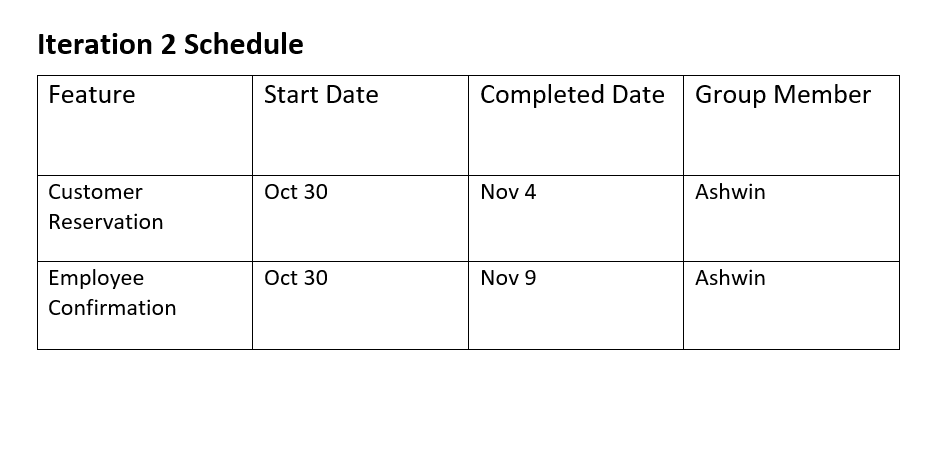 Iteration 2 Schedule
Feature Start Date Completed Date Group Member
Customer Oct 30 Nov 4 Ashwin
Reservation
Employee Oct 30 Nov 9 Ashwin
Confirmation